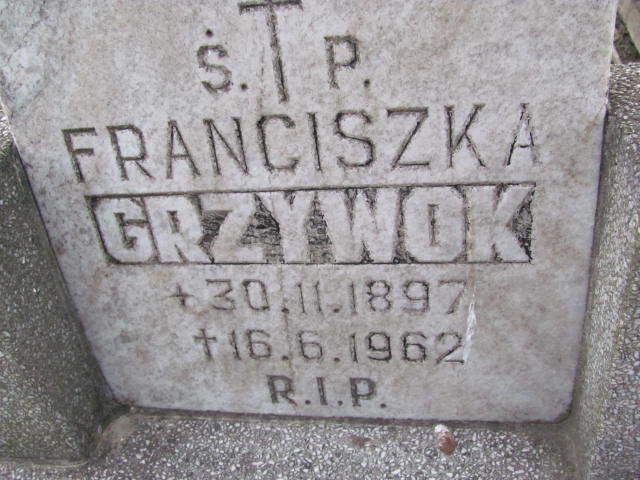 Ś. P.
FRANCISZKA
GRZYWOK
+30.11.1897
†16.6.1962
R.I.P.